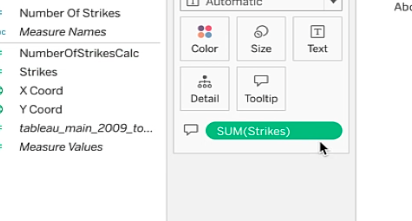 Number Of Strikes
Measure Names
NumberOfStrikesCalc
Strikes
X Coord
Y Coord
tableau_main_2009_to...
Measure Values
Automatic
Color
Size
Text
Detail
Tooltip
SUM(Strikes)